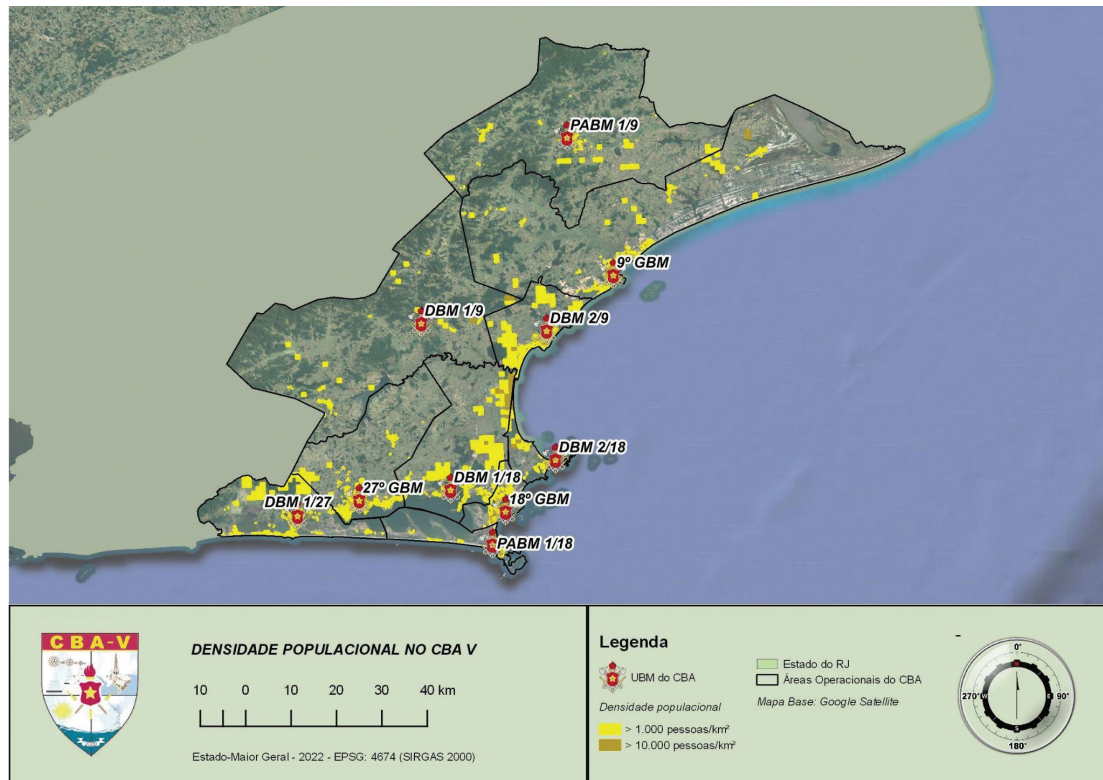 PABM 1/9
9º GBM
DBM 1/9
DBM 2/9
DBM 2/18
DBM 1/18
27º GBM
18º GBM
DBM 1/27
PABM 1/18
CBA-V
2000
DENSIDADE POPULACIONAL NO CBA V
10 0 10 20 30 40 km
Estado-Maior Geral - 2022 - EPSG: 4674 (SIRGAS 2000)
Legenda
UBM do CBA
Densidade populacional
> 1.000 pessoas/km²
> 10.000 pessoas/km²
Estado do RJ
Áreas Operacionais do CBA
Mapa Base: Google Satellite
0°
270°
90°
180°
W
E
S